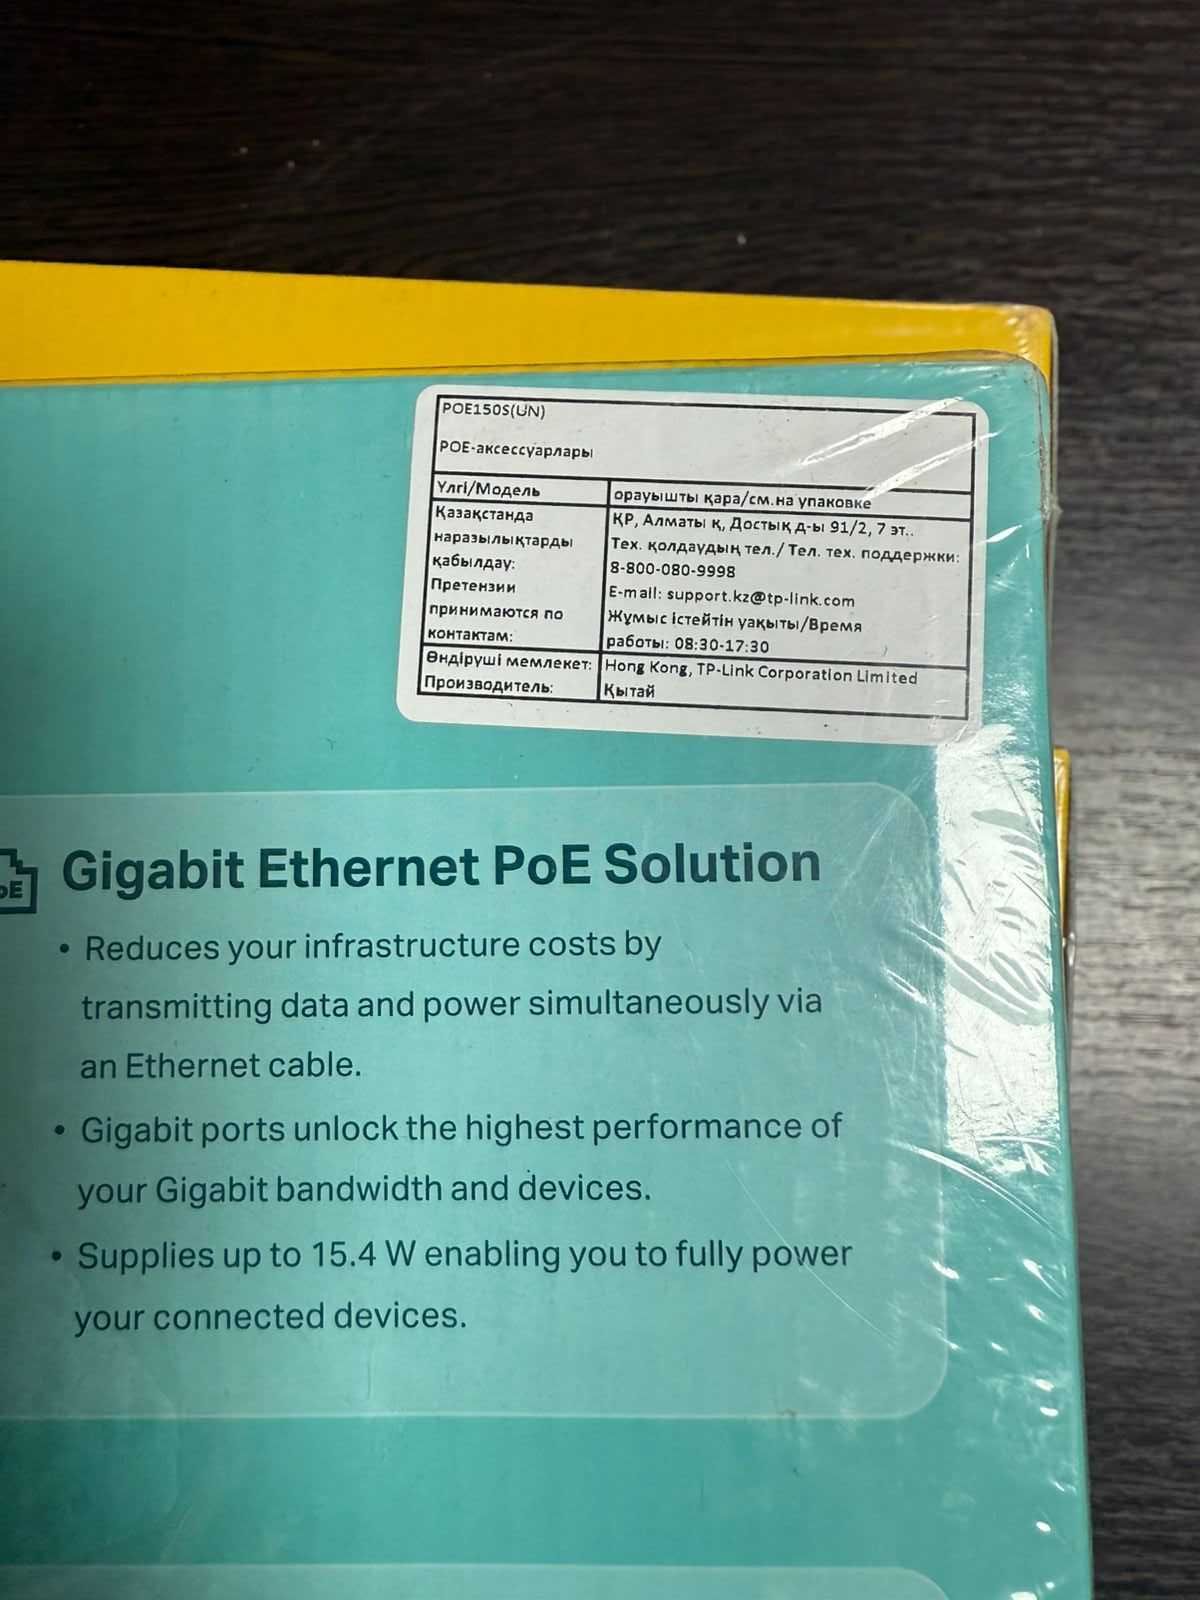 POE150S(UN)
POE-аксессуарлары
Үлгі/Модель
орауышты қара/см.на упаковке
Қазақстанда
наразылықтарды
қабылдау:
Претензии
принимаются по
контактам:
ҚР, Алматы қ, Достық д-ы 91/2, 7 эт..
Тех. қолдаудың тел./ Тел. тех. поддержки:
8-800-080-9998
E-mail: support.kz@tp-link.com
Жұмыс істейтін уақыты/Время
работы: 08:30-17:30
Өндіруші мемлекет:
Производитель:
Hong Kong, TP-Link Corporation Limited
Қытай
Gigabit Ethernet PoE Solution
• Reduces your infrastructure costs by
transmitting data and power simultaneously via
an Ethernet cable.
• Gigabit ports unlock the highest performance of
your Gigabit bandwidth and devices.
• Supplies up to 15.4 W enabling you to fully power
your connected devices.